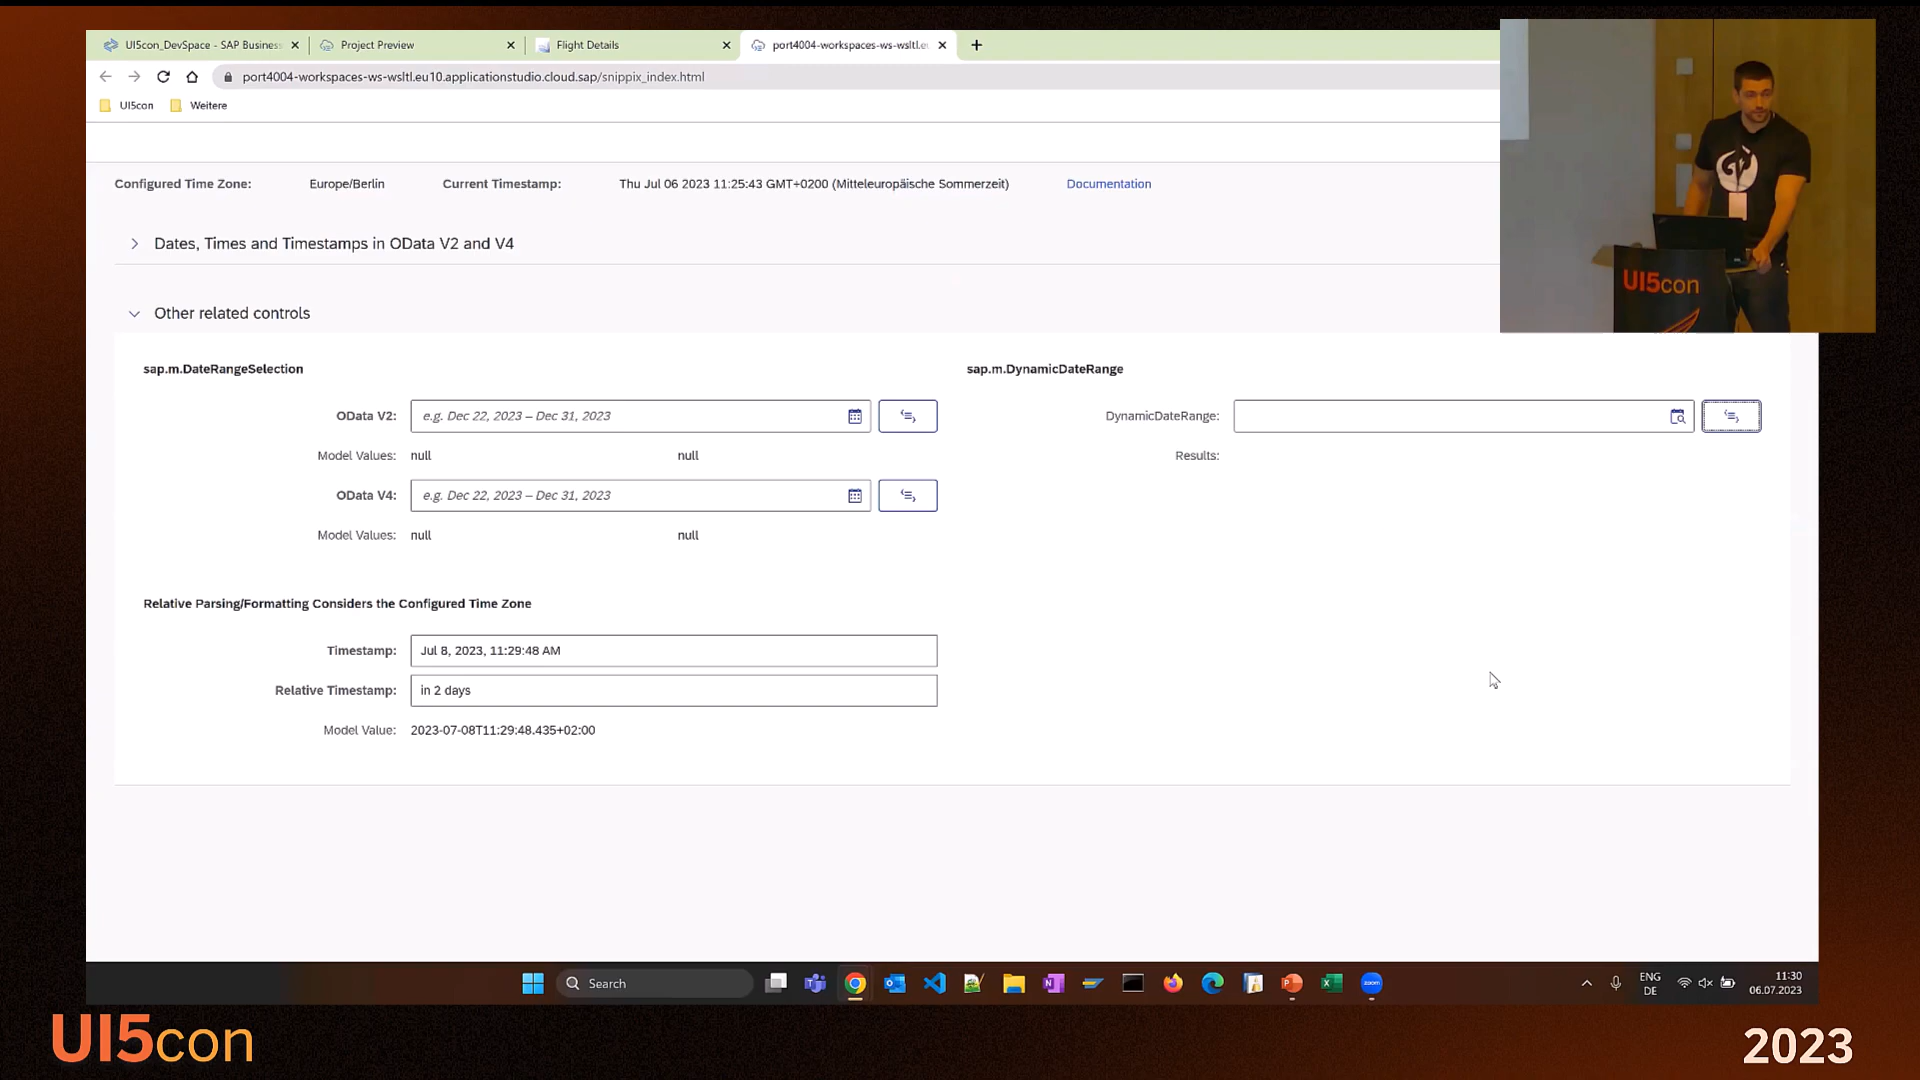 UI5con_DevSpace - SAP Business
Project Preview
Flight Details
port4004-workspaces-ws-wsltl.eu
port4004-workspaces-ws-wsltl.eu10.applicationstudio.cloud.sap/snippix_index.html
UI5con
Weitere
Configured Time Zone:
Europe/Berlin
Current Timestamp:
Thu Jul 06 2023 11:25:43 GMT+0200 (Mitteleuropäische Sommerzeit)
Documentation
Dates, Times and Timestamps in OData V2 and V4
Other related controls
sap.m.DateRangeSelection
OData V2:
e.g. Dec 22, 2023 – Dec 31, 2023
Model Values:
null
null
OData V4:
e.g. Dec 22, 2023 – Dec 31, 2023
Model Values:
null
null
sap.m.DynamicDateRange
DynamicDateRange:
Results:
Relative Parsing/Formatting Considers the Configured Time Zone
Timestamp:
Jul 8, 2023, 11:29:48 AM
Relative Timestamp:
in 2 days
Model Value:
2023-07-08T11:29:48.435+02:00
UI5con
Search
zoom
ENG
DE
11:30
06.07.2023
UI5con
2023